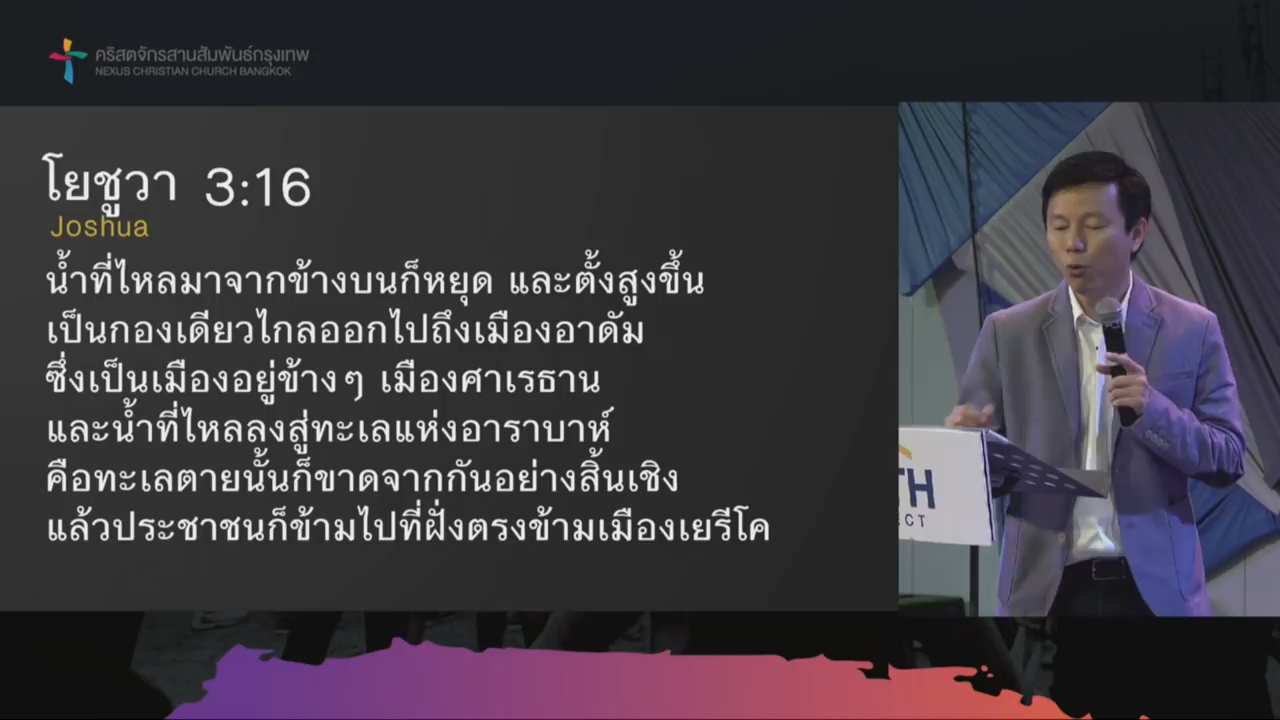 คริสตจักรสานสัมพันธ์กรุงเทพ
NEXUS CHRISTIAN CHURCH BANGKOK
โยชูวา 3:16
Joshua
น้ำที่ไหลมาจากข้างบนก็หยุด และตั้งสูงขึ้น
เป็นกองเดียวไกลออกไปถึงเมืองอาดัม
ซึ่งเป็นเมืองอยู่ข้างๆ เมืองศาเรธาน
และน้ำที่ไหลลงสู่ทะเลแห่งอาราบาห์
คือทะเลตายนั้นก็ขาดจากกันอย่างสิ้นเชิง
แล้วประชาชนก็ข้ามไปที่ฝั่งตรงข้ามเมืองเยรีโค